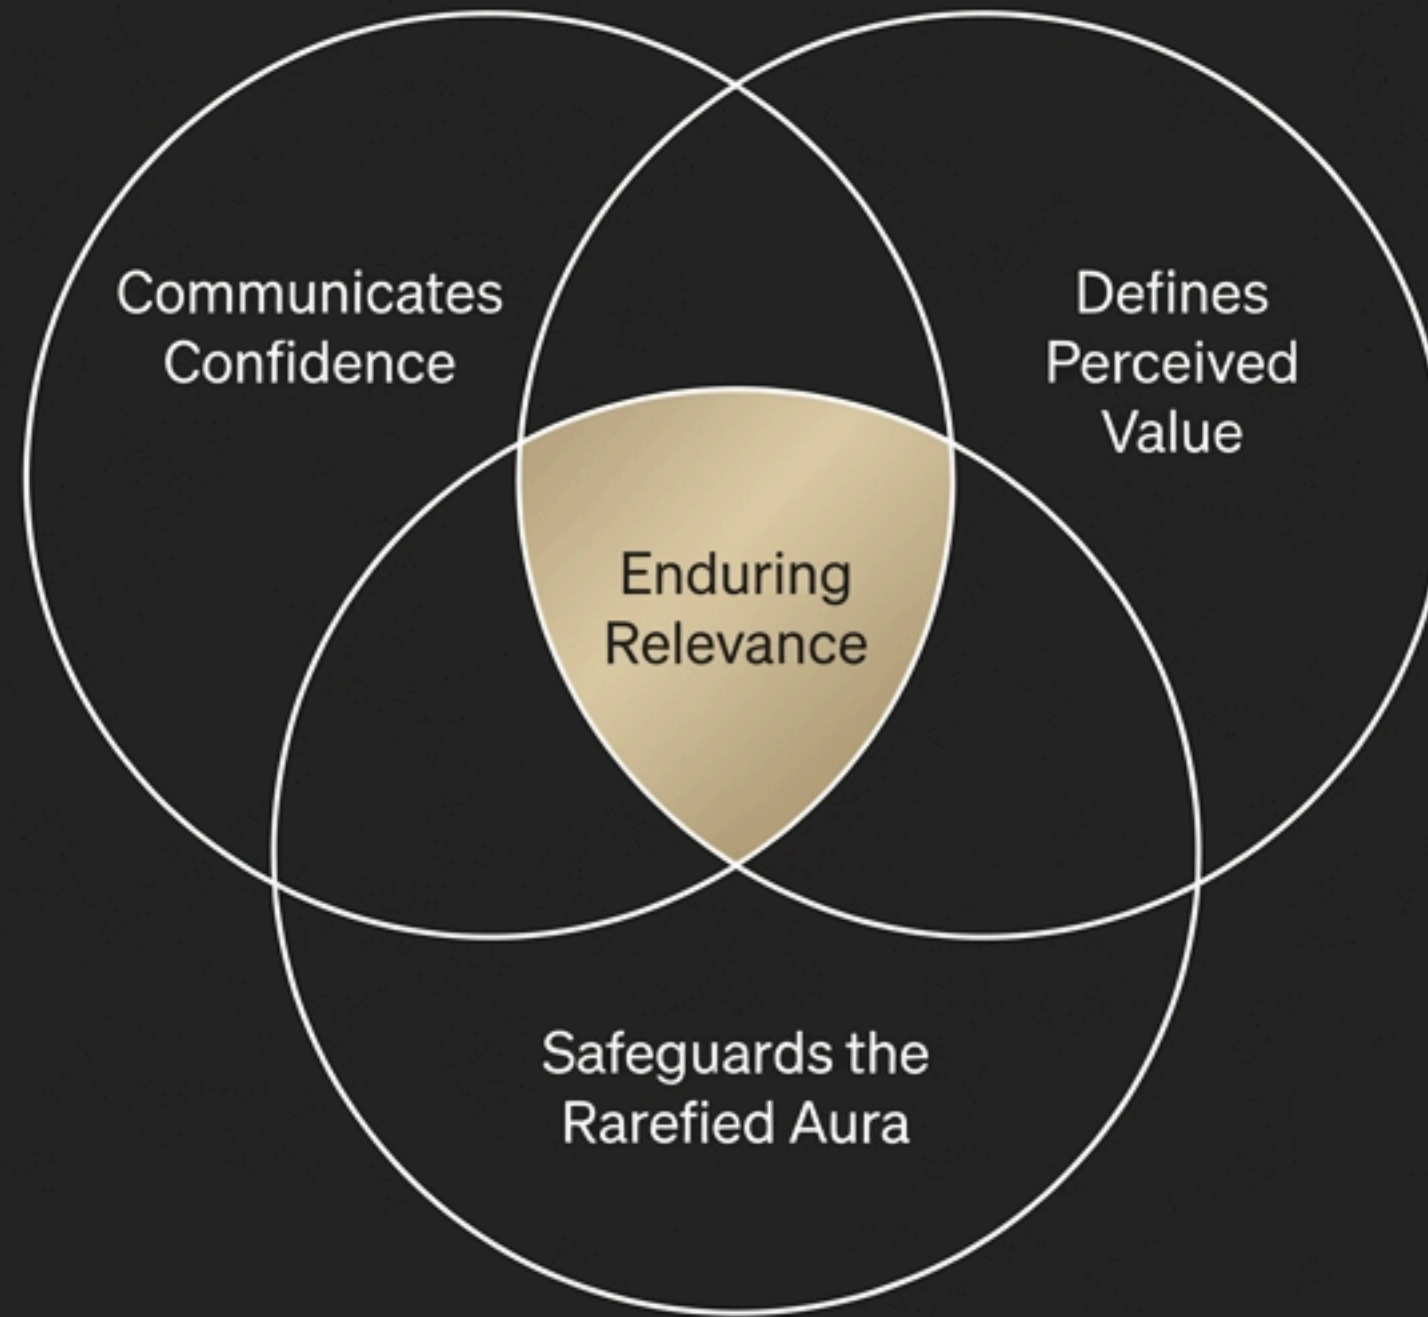 Communicates
Confidence
Defines
Perceived
Value
Enduring
Relevance
Safeguards the
Rarefied Aura